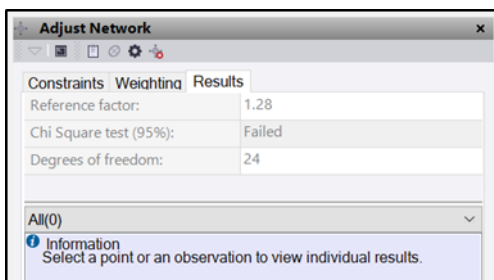 Adjust Network
Constraints Weighting Results
Reference factor: 1.28
Chi Square test (95%): Failed
Degrees of freedom: 24
All(0)
Information
Select a point or an observation to view individual results.